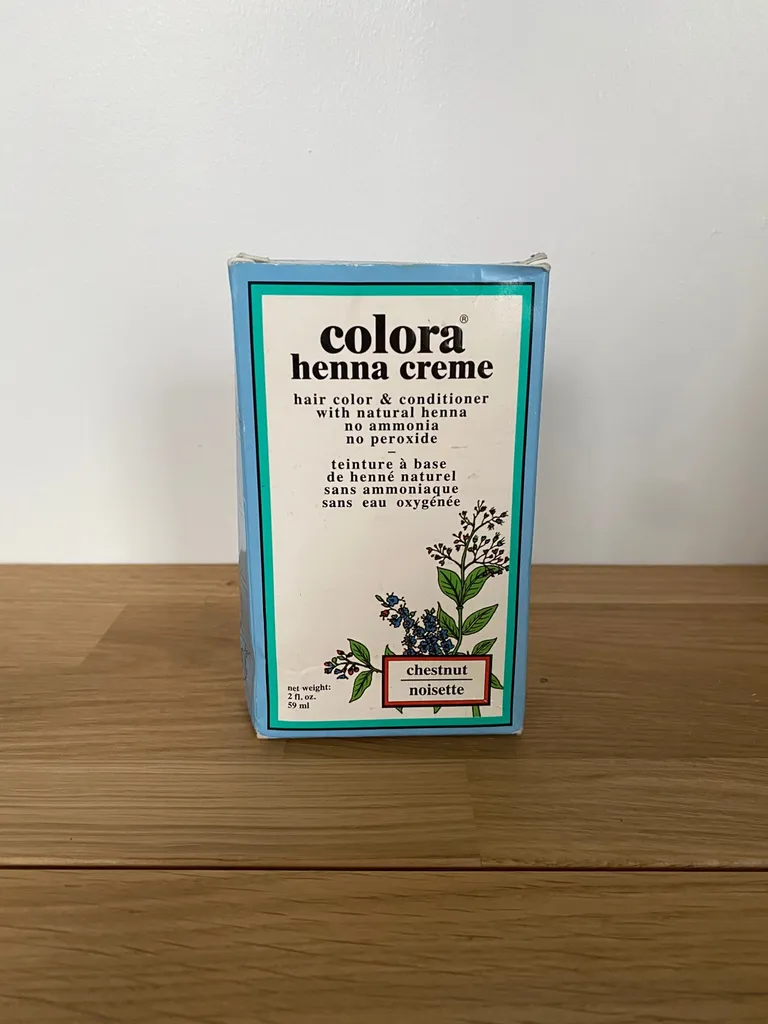 colora®
henna creme
hair color & conditioner
with natural henna
no ammonia
no peroxide
–
teinture à base
de henné naturel
sans ammoniaque
sans eau oxygénée
chestnut
noisette
net weight:
2 fl. oz.
59 ml